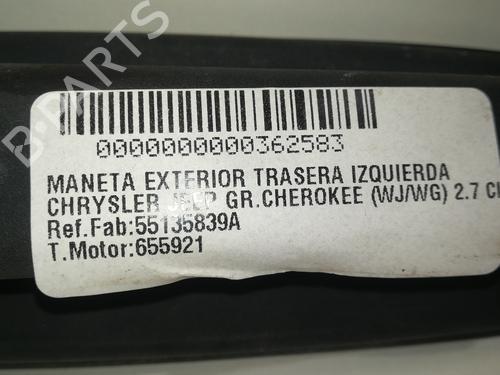 B-PARTS
0000000000362583
MANETA EXTERIOR TRASERA IZQUIERDA
CHRYSLER JEEP GR.CHEROKEE (WJ/WG) 2.7 C
Ref.Fab:55135839A
T.Motor:655921